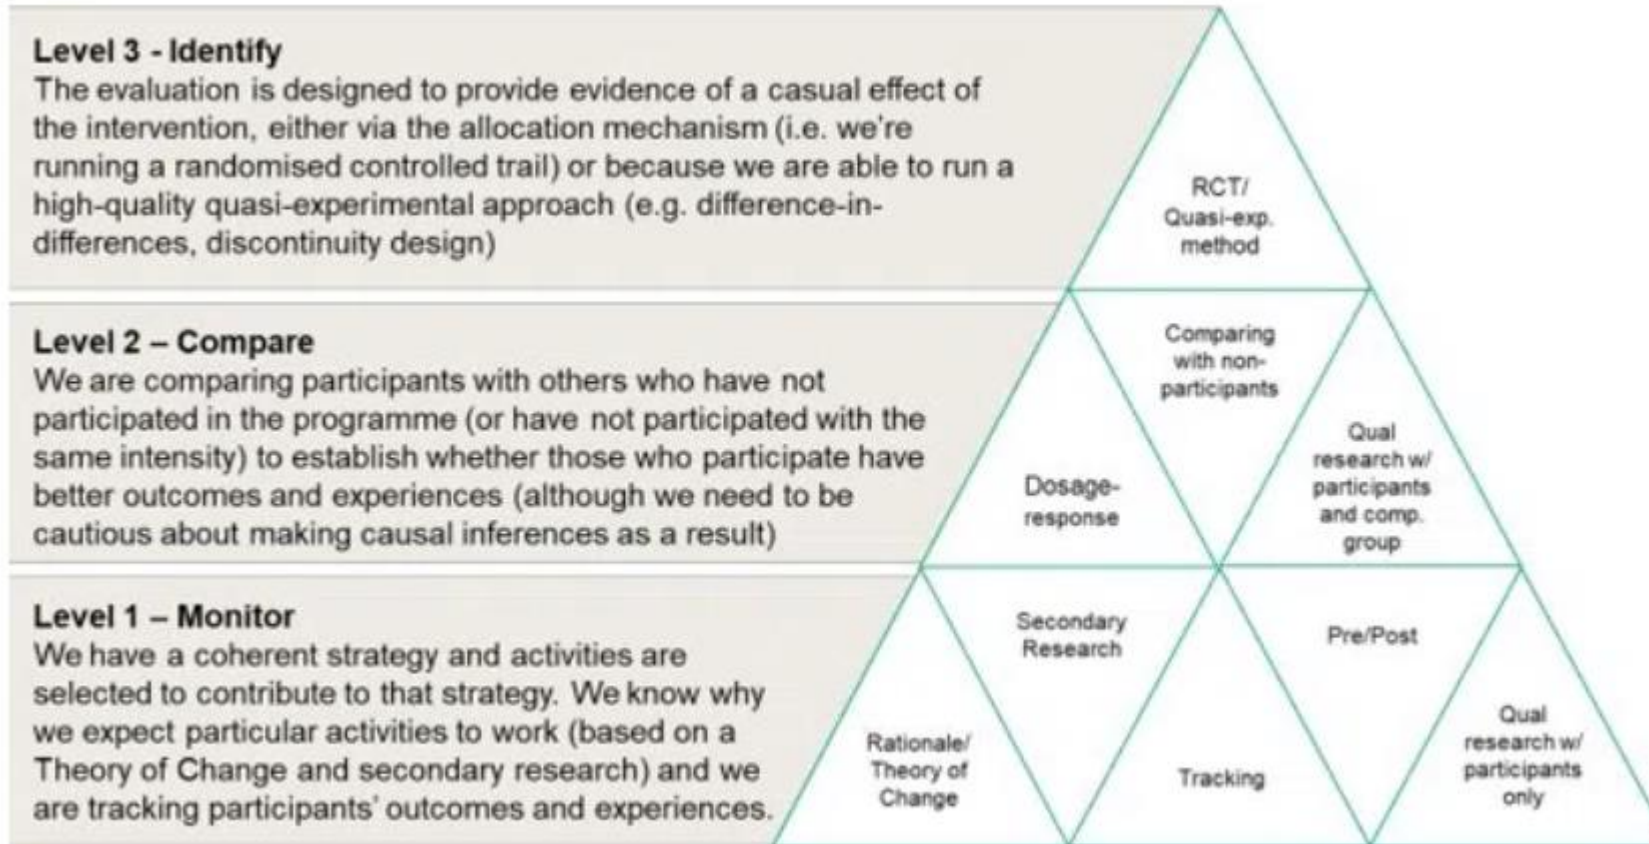 Level 3 - Identify
The evaluation is designed to provide evidence of a casual effect of
the intervention, either via the allocation mechanism (i.e. we're
running a randomised controlled trail) or because we are able to run a
high-quality quasi-experimental approach (e.g. difference-in-
differences, discontinuity design)
RCT/
Quasi-exp.
method
Level 2 – Compare
We are comparing participants with others who have not
participated in the programme (or have not participated with the
same intensity) to establish whether those who participate have
better outcomes and experiences (although we need to be
cautious about making causal inferences as a result)
Dosage-
response
Comparing
with non-
participants
Qual
research w/
participants
and comp.
group
Level 1 – Monitor
We have a coherent strategy and activities are
selected to contribute to that strategy. We know why
we expect particular activities to work (based on a
Theory of Change and secondary research) and we
are tracking participants' outcomes and experiences.
Rationale/
Theory of
Change
Secondary
Research
Tracking
Pre/Post
Qual
research w/
participants
only